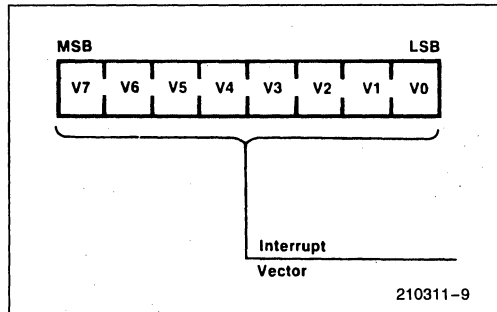 MSB LSB
V7 V6 V5 V4 V3 V2 V1 V0
Interrupt
Vector
210311-9